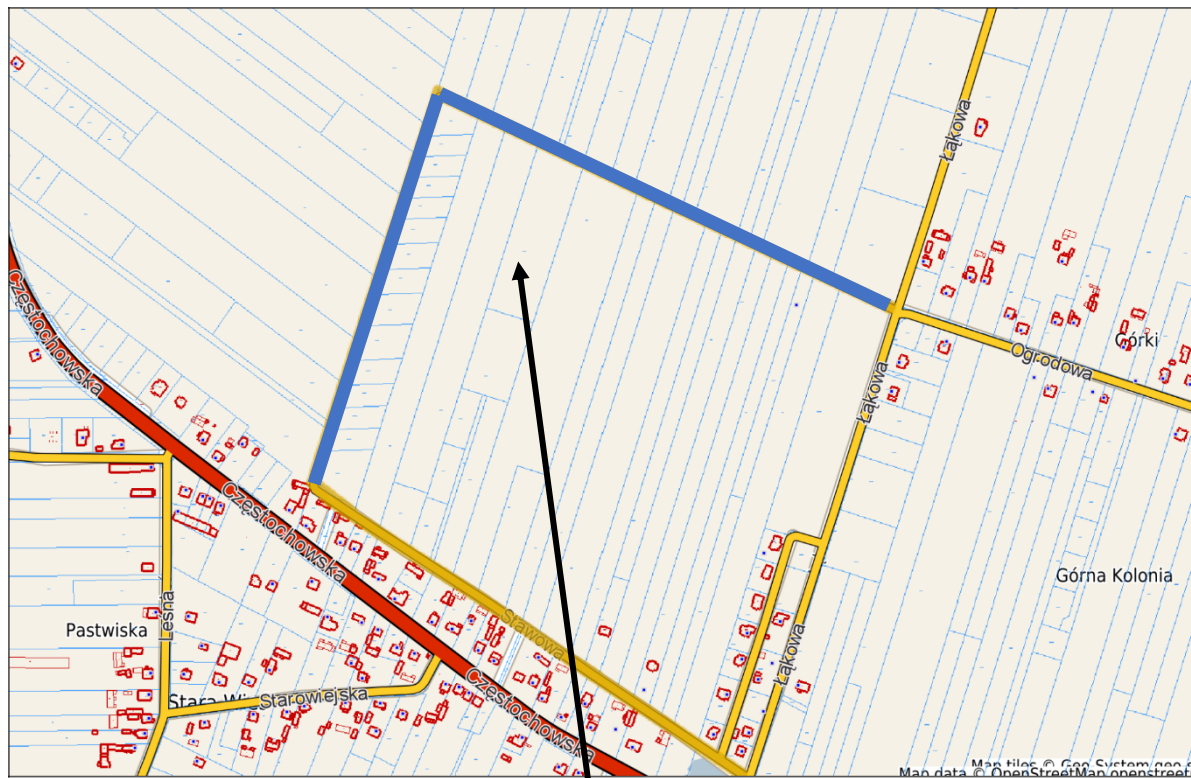 Łąkowa
Częstochowska
Górki
Ogrodowa
Łąkowa
Częstochowska
Górna Kolonia
Leśna
Pastwiska
Stawowa
Łąkowa
Starowiejska
Częstochowska
Map tiles © Geo-System
Map data © OpenStreetMap